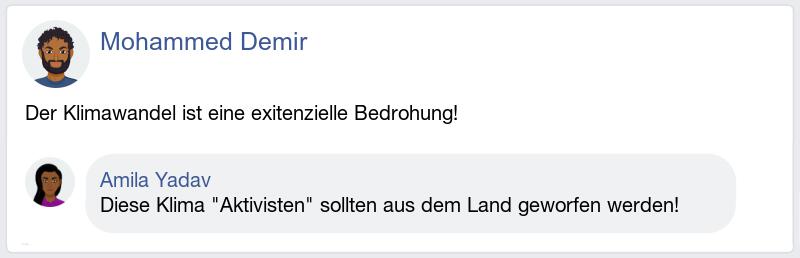 Mohammed Demir
Der Klimawandel ist eine exitenzielle Bedrohung!
Amila Yadav
Diese Klima "Aktivisten" sollten aus dem Land geworfen werden!